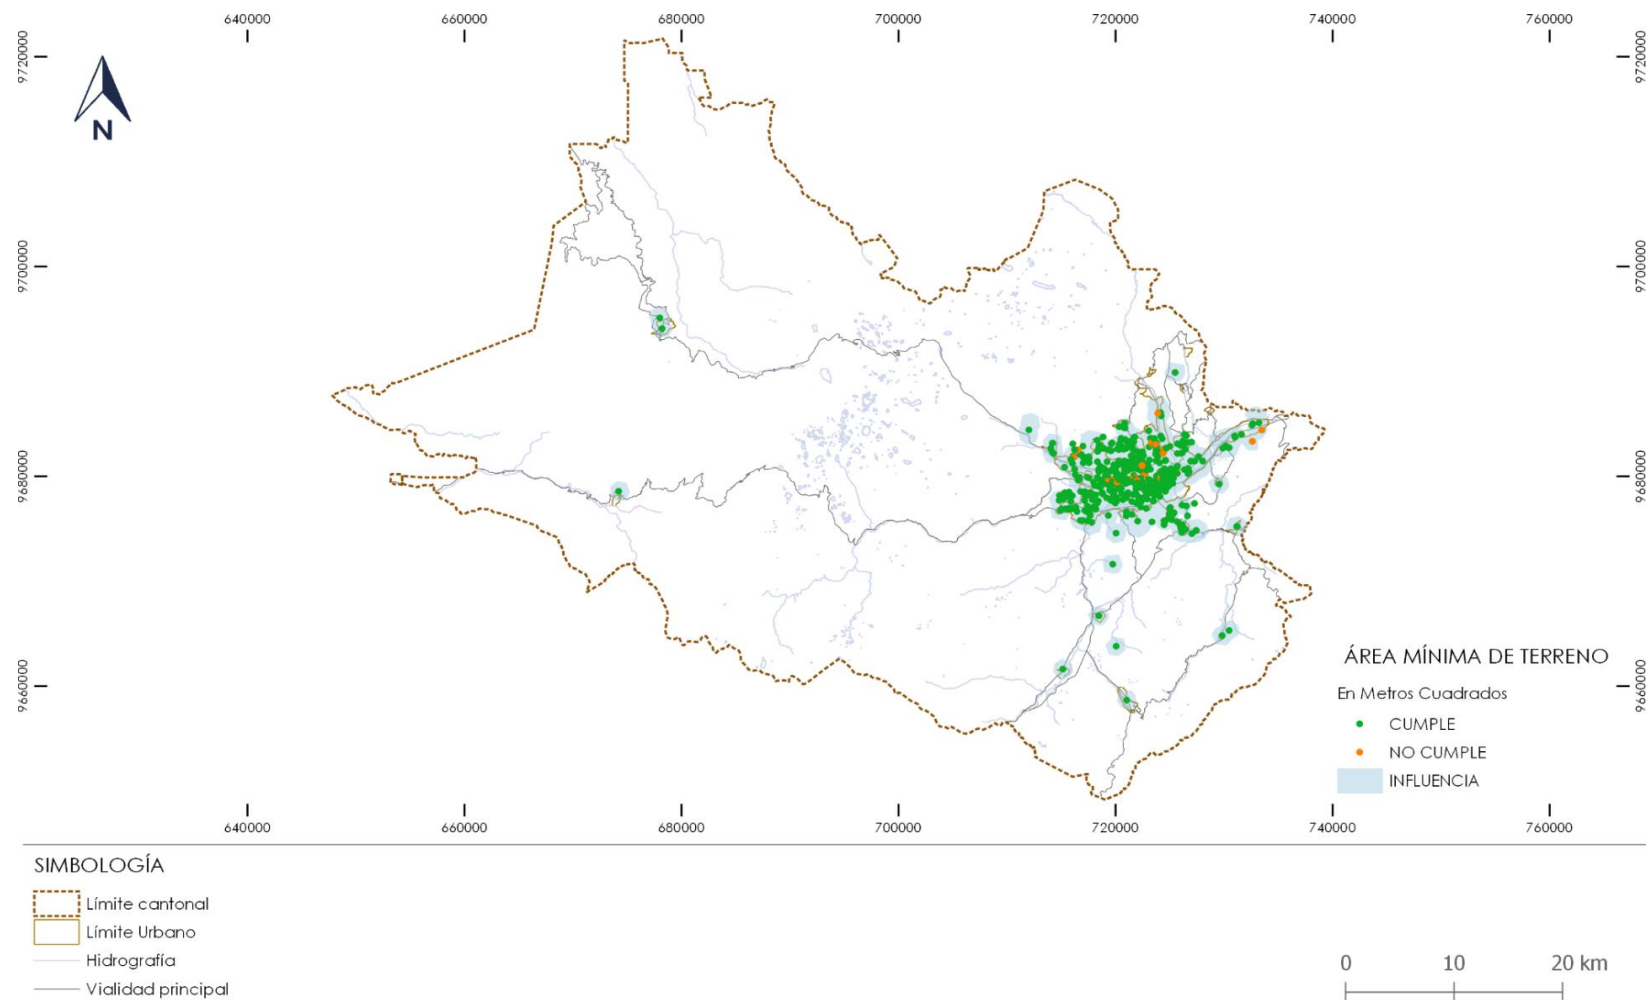 640000 660000 680000 700000 720000 740000 760000
9720000 9720000
N
9700000 9700000
9680000 9680000
9660000 9660000
ÁREA MÍNIMA DE TERRENO
En Metros Cuadrados
CUMPLE
NO CUMPLE
INFLUENCIA
640000 660000 680000 700000 720000 740000 760000
SIMBOLOGÍA
Límite cantonal
Límite Urbano
Hidrografía
Vialidad principal
0 10 20 km